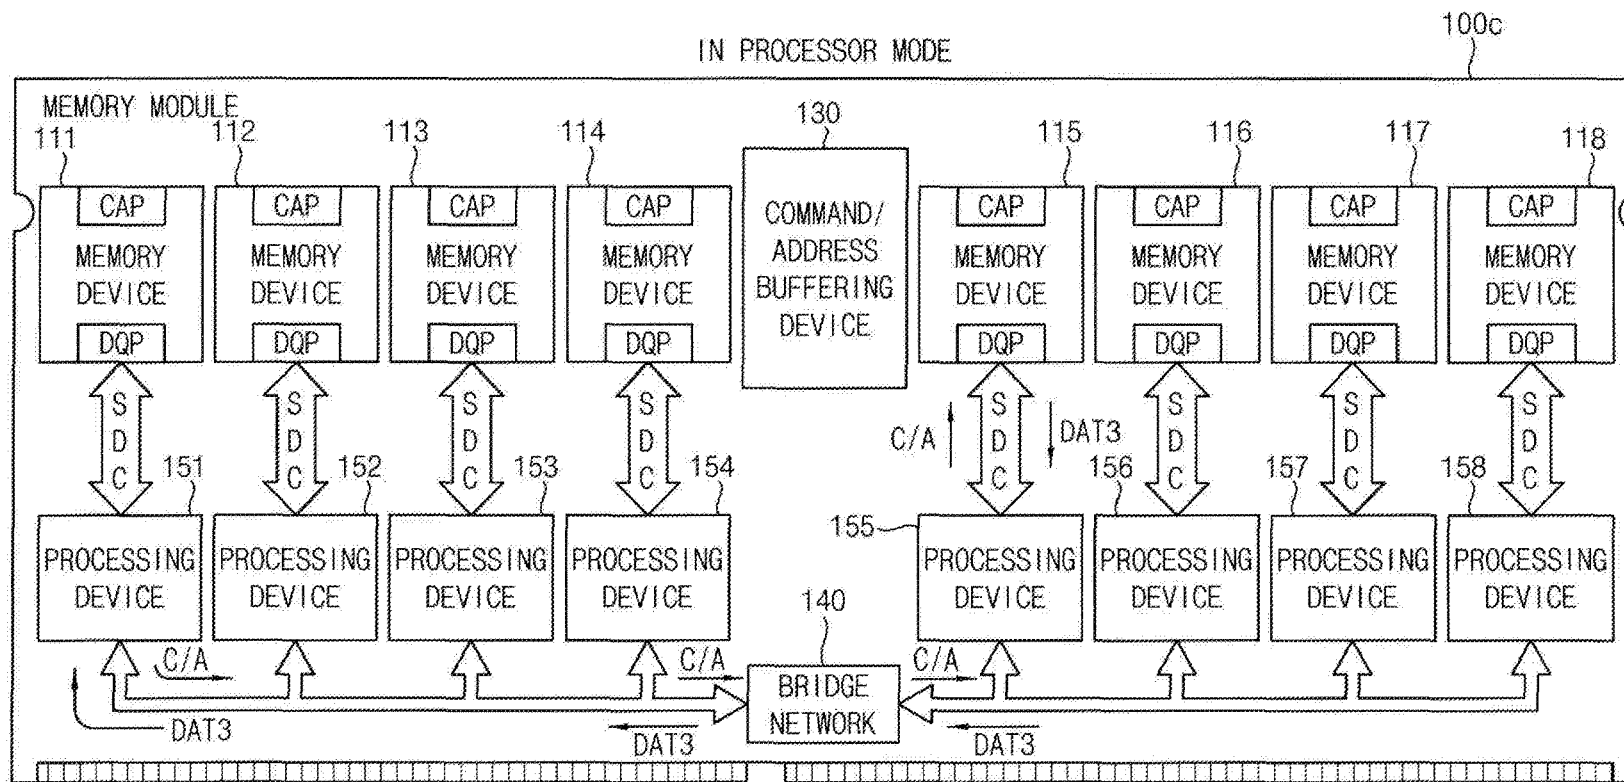 100c
IN PROCESSOR MODE
MEMORY MODULE
111 112 113 114 130 115 116 117 118
CAP CAP CAP CAP CAP CAP CAP CAP
MEMORY DEVICE
MEMORY DEVICE
MEMORY DEVICE
MEMORY DEVICE
COMMAND/
ADDRESS
BUFFERING
DEVICE
MEMORY DEVICE
MEMORY DEVICE
MEMORY DEVICE
MEMORY DEVICE
DQP DQP DQP DQP DQP DQP DQP DQP
SDC SDC SDC SDC C/A SDC DAT3 SDC SDC SDC
151 152 153 154 155 156 157 158
PROCESSING DEVICE
PROCESSING DEVICE
PROCESSING DEVICE
PROCESSING DEVICE
PROCESSING DEVICE
PROCESSING DEVICE
PROCESSING DEVICE
PROCESSING DEVICE
140
C/A C/A C/A
BRIDGE
NETWORK
DAT3 DAT3 DAT3